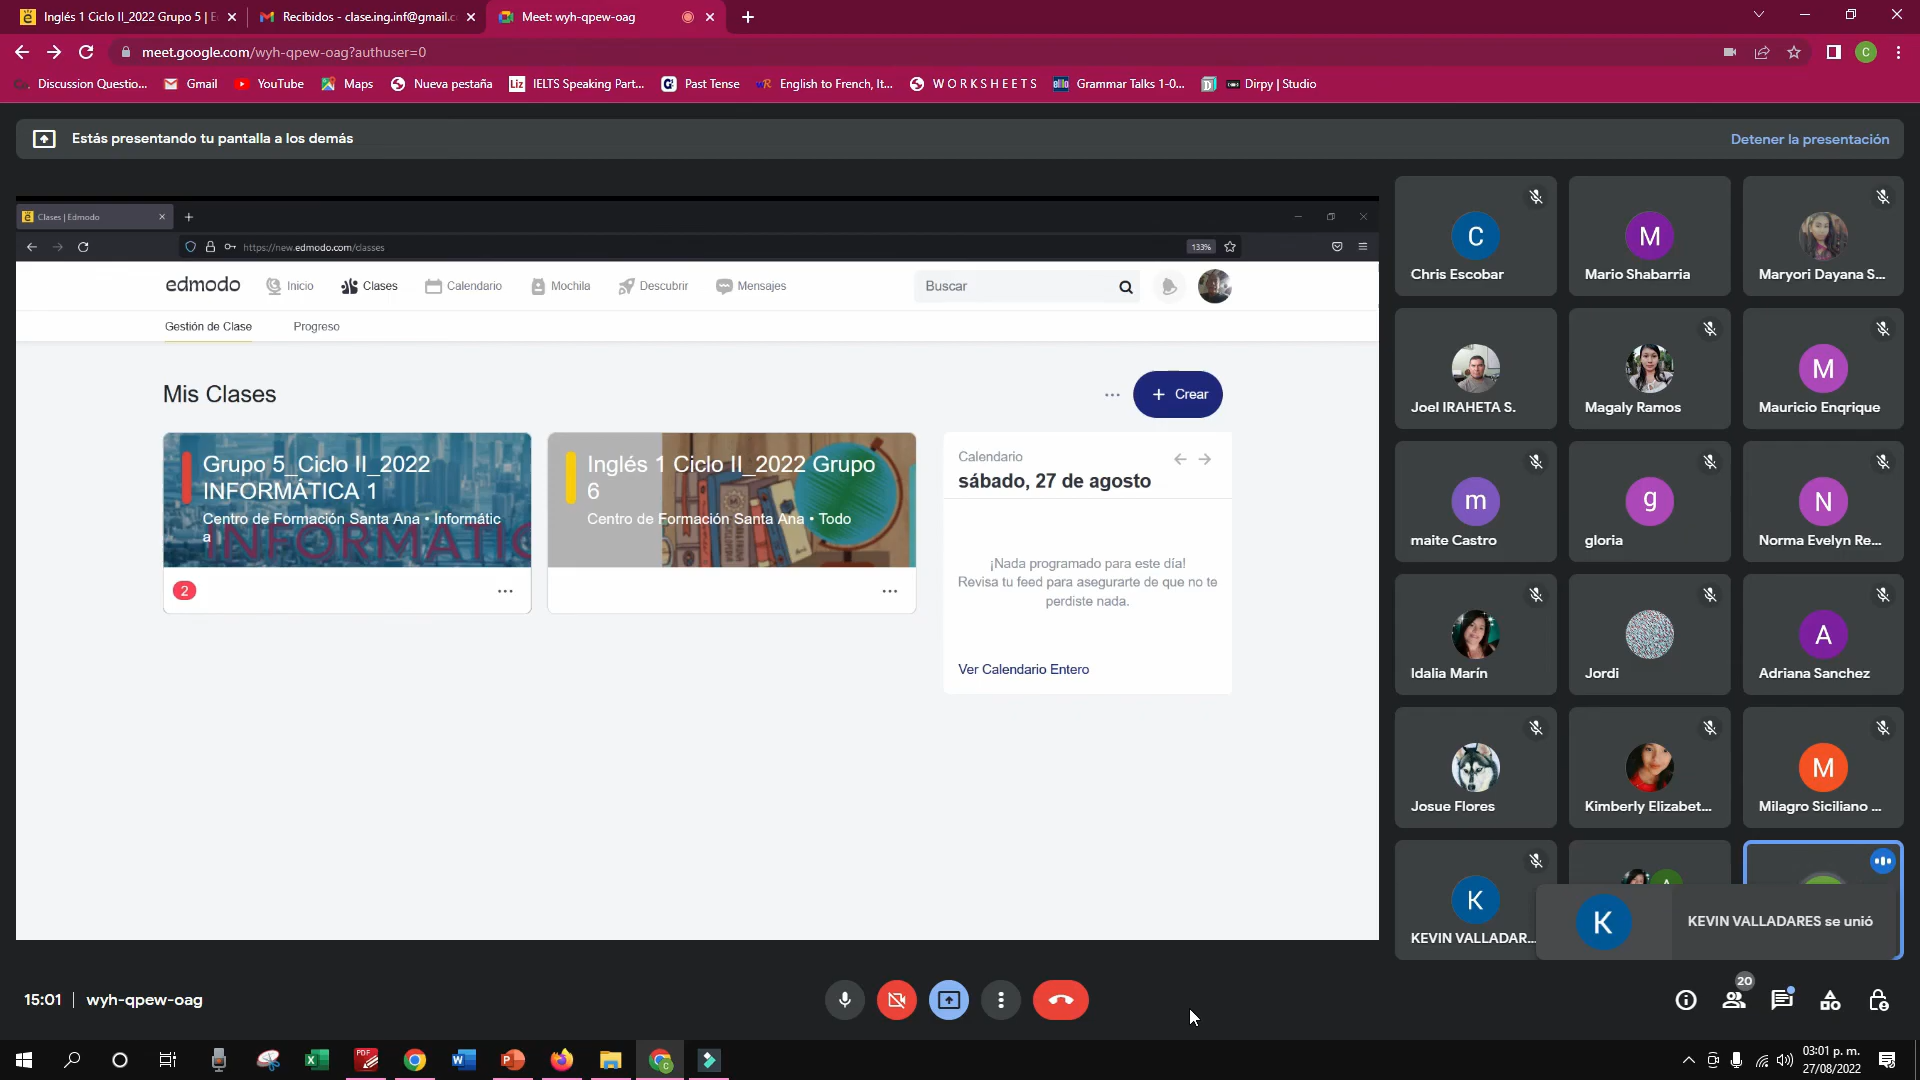 Inglés 1 Ciclo II_2022 Grupo 5 | E
Recibidos - clase.ing.inf@gmail.c
Meet: wyh-qpew-oag
meet.google.com/wyh-qpew-oag?authuser=0
C
Discussion Questio...
Gmail
YouTube
Maps
Nueva pestaña
Liz IELTS Speaking Part...
Past Tense
English to French, It...
W O R K S H E E T S
Grammar Talks 1-0...
Dirpy | Studio
Estás presentando tu pantalla a los demás
Detener la presentación
Clases | Edmodo
https://new.edmodo.com/classes
133%
edmodo
Inicio
Clases
Calendario
Mochila
Descubrir
Mensajes
Buscar
Gestión de Clase
Progreso
Mis Clases
Crear
Grupo 5_Ciclo II_2022
INFORMÁTICA 1
Centro de Formación Santa Ana • Informátic
a
INFORMATIC
2
Inglés 1 Ciclo II_2022 Grupo
6
Centro de Formación Santa Ana • Todo
Calendario
sábado, 27 de agosto
¡Nada programado para este día!
Revisa tu feed para asegurarte de que no te
perdiste nada.
Ver Calendario Entero
C
Chris Escobar
M
Mario Shabarria
Maryori Dayana S...
Joel IRAHETA S.
Magaly Ramos
M
Mauricio Enqrique
m
maite Castro
g
gloria
N
Norma Evelyn Re...
Idalia Marín
Jordi
A
Adriana Sanchez
Josue Flores
Kimberly Elizabet...
M
Milagro Siciliano ...
K
KEVIN VALLADAR...
A
K
KEVIN VALLADARES se unió
15:01 | wyh-qpew-oag
20
PDF
03:01 p. m.
27/08/2022